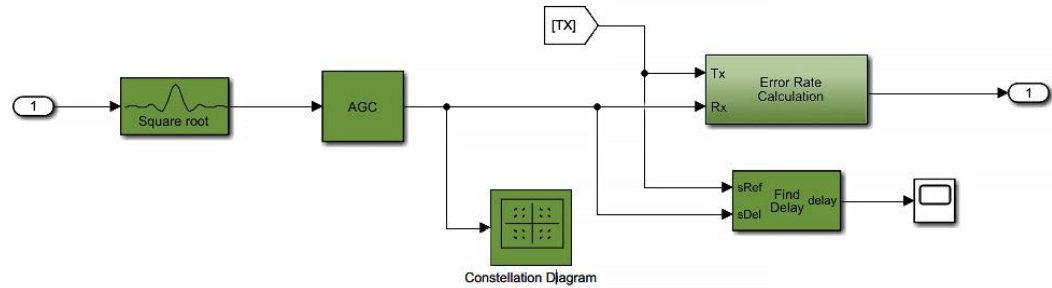 [TX]
1
Square root
AGC
Tx
Rx
Error Rate
Calculation
1
sRef
sDel
Find
Delay
delay
Constellation Diagram